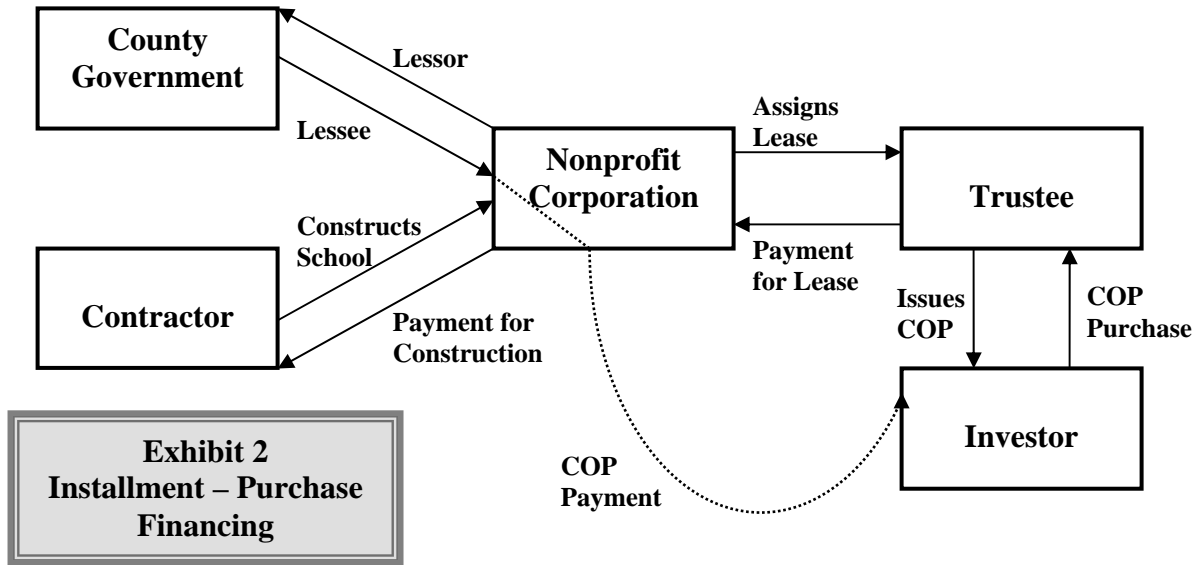 County
Government
Lessor
Lessee
Assigns
Lease
Nonprofit
Corporation
Trustee
Constructs
School
Payment
for Lease
Contractor
Payment for
Construction
Issues
COP
COP
Purchase
Investor
COP
Payment
Exhibit 2
Installment – Purchase
Financing